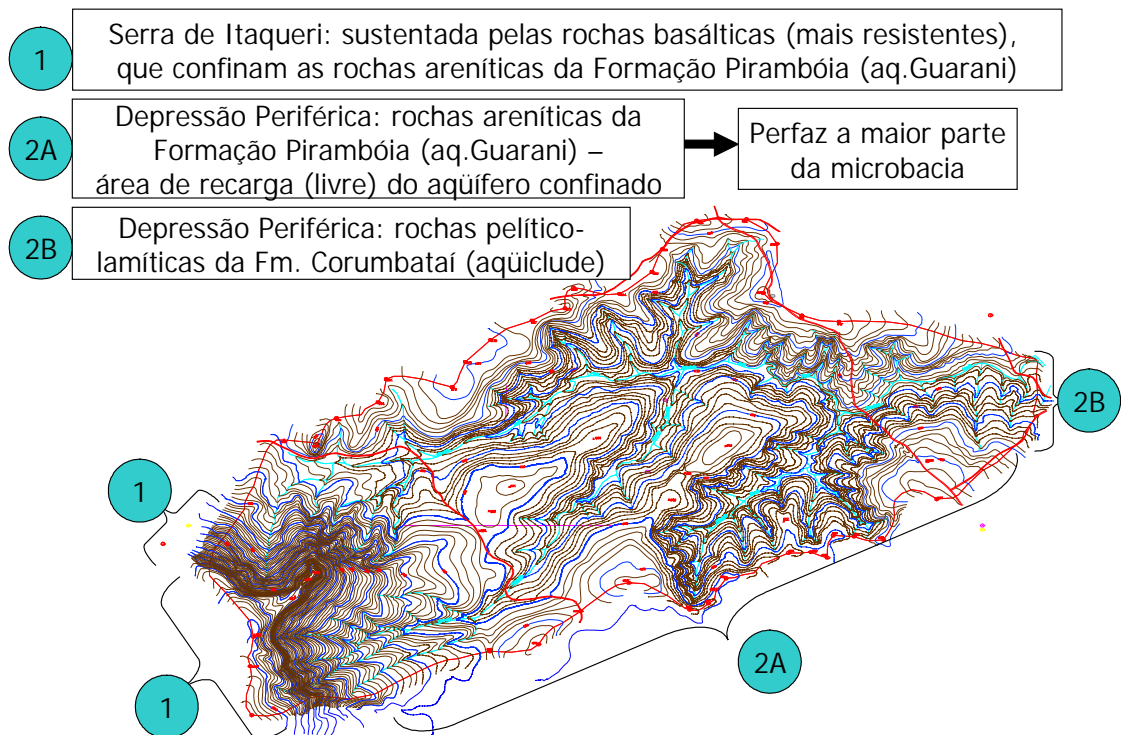 1
Serra de Itaqueri: sustentada pelas rochas basálticas (mais resistentes),
que confinam as rochas areníticas da Formação Pirambóia (aq.Guarani)
2A
Depressão Periférica: rochas areníticas da
Formação Pirambóia (aq.Guarani) –
área de recarga (livre) do aqüífero confinado
Perfaz a maior parte
da microbacia
2B
Depressão Periférica: rochas pelítico-
lamíticas da Fm. Corumbataí (aqüiclude)
2B
1
2A
1